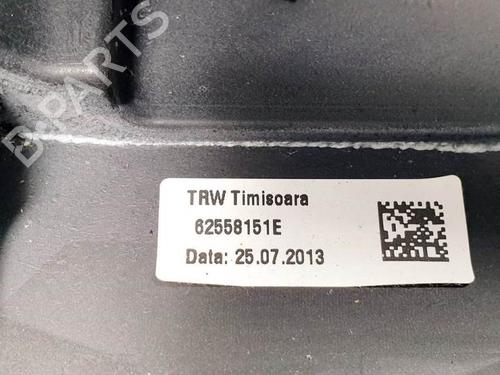 B-PARTS
TRW Timisoara
62558151E
Data: 25.07.2013